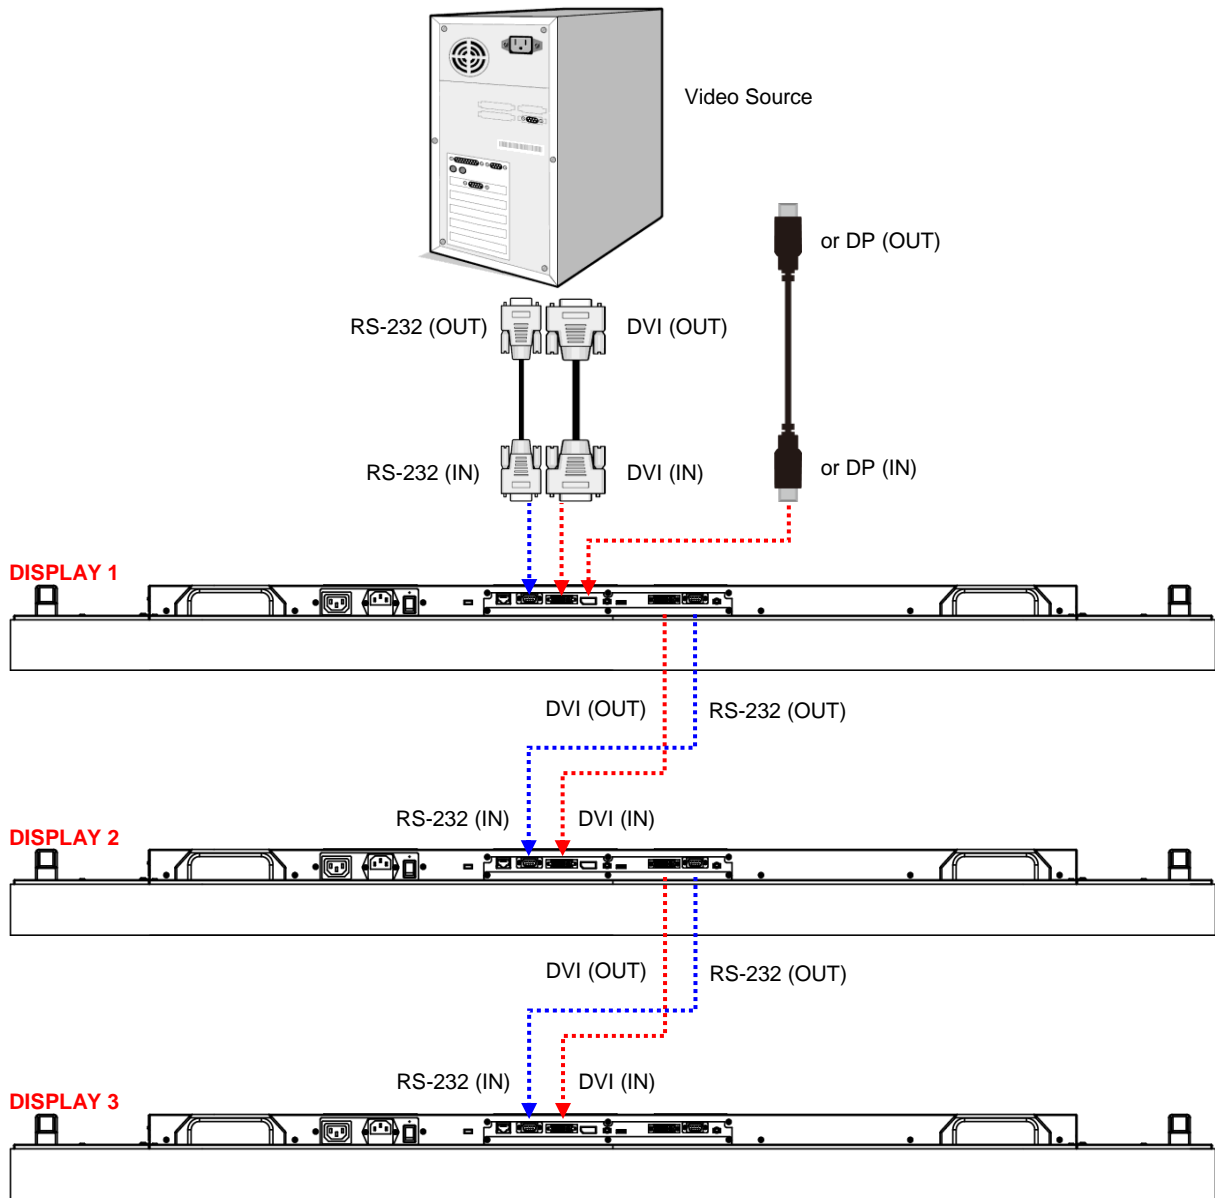 Video Source
or DP (OUT)
RS-232 (OUT)
DVI (OUT)
RS-232 (IN)
DVI (IN)
or DP (IN)
DISPLAY 1
DVI (OUT)
RS-232 (OUT)
RS-232 (IN)
DVI (IN)
DISPLAY 2
DVI (OUT)
RS-232 (OUT)
RS-232 (IN)
DVI (IN)
DISPLAY 3